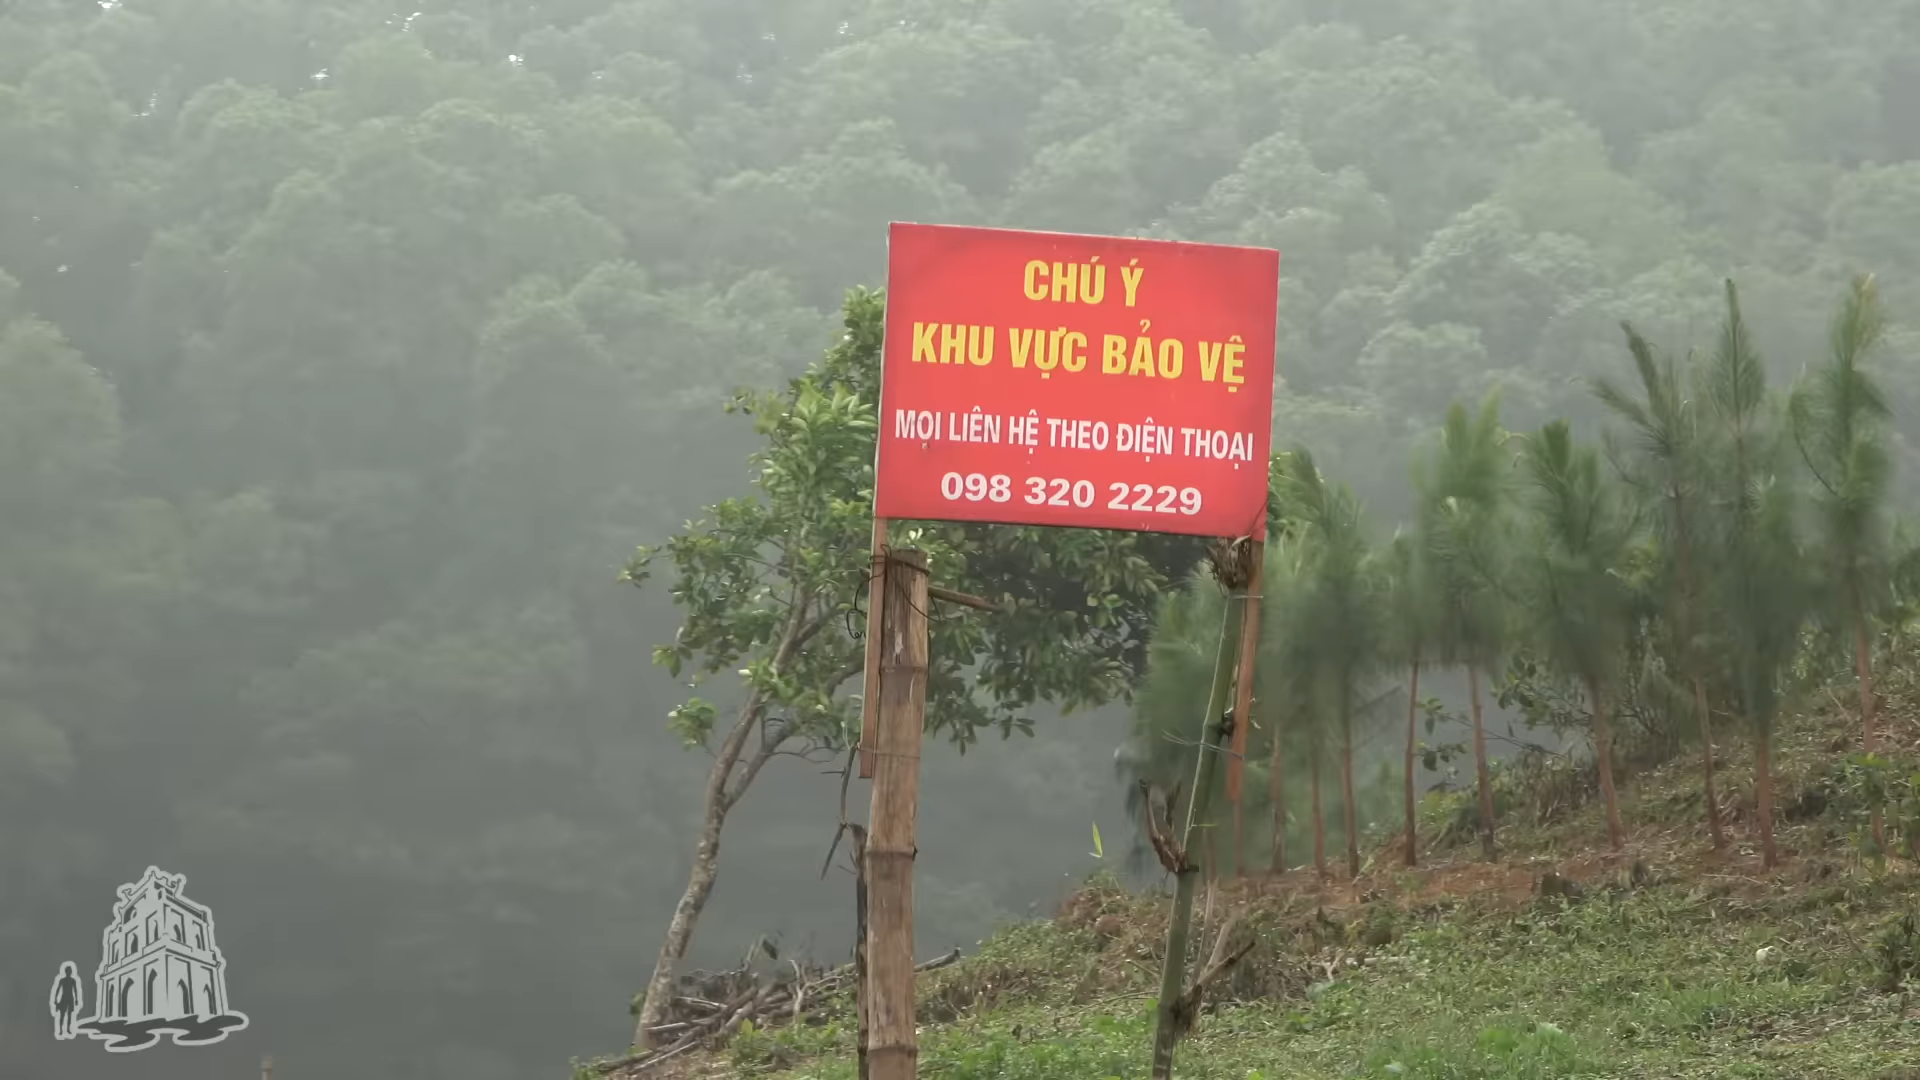 CHÚ Ý
KHU VỰC BẢO VỆ
MỌI LIÊN HỆ THEO ĐIỆN THOẠI
098 320 2229